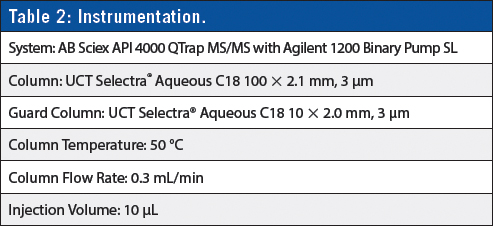 Table 2: Instrumentation.
System: AB Sciex API 4000 QTrap MS/MS with Agilent 1200 Binary Pump SL
Column: UCT Selectra® Aqueous C18 100 × 2.1 mm, 3 µm
Guard Column: UCT Selectra® Aqueous C18 10 × 2.0 mm, 3 µm
Column Temperature: 50 °C
Column Flow Rate: 0.3 mL/min
Injection Volume: 10 µL